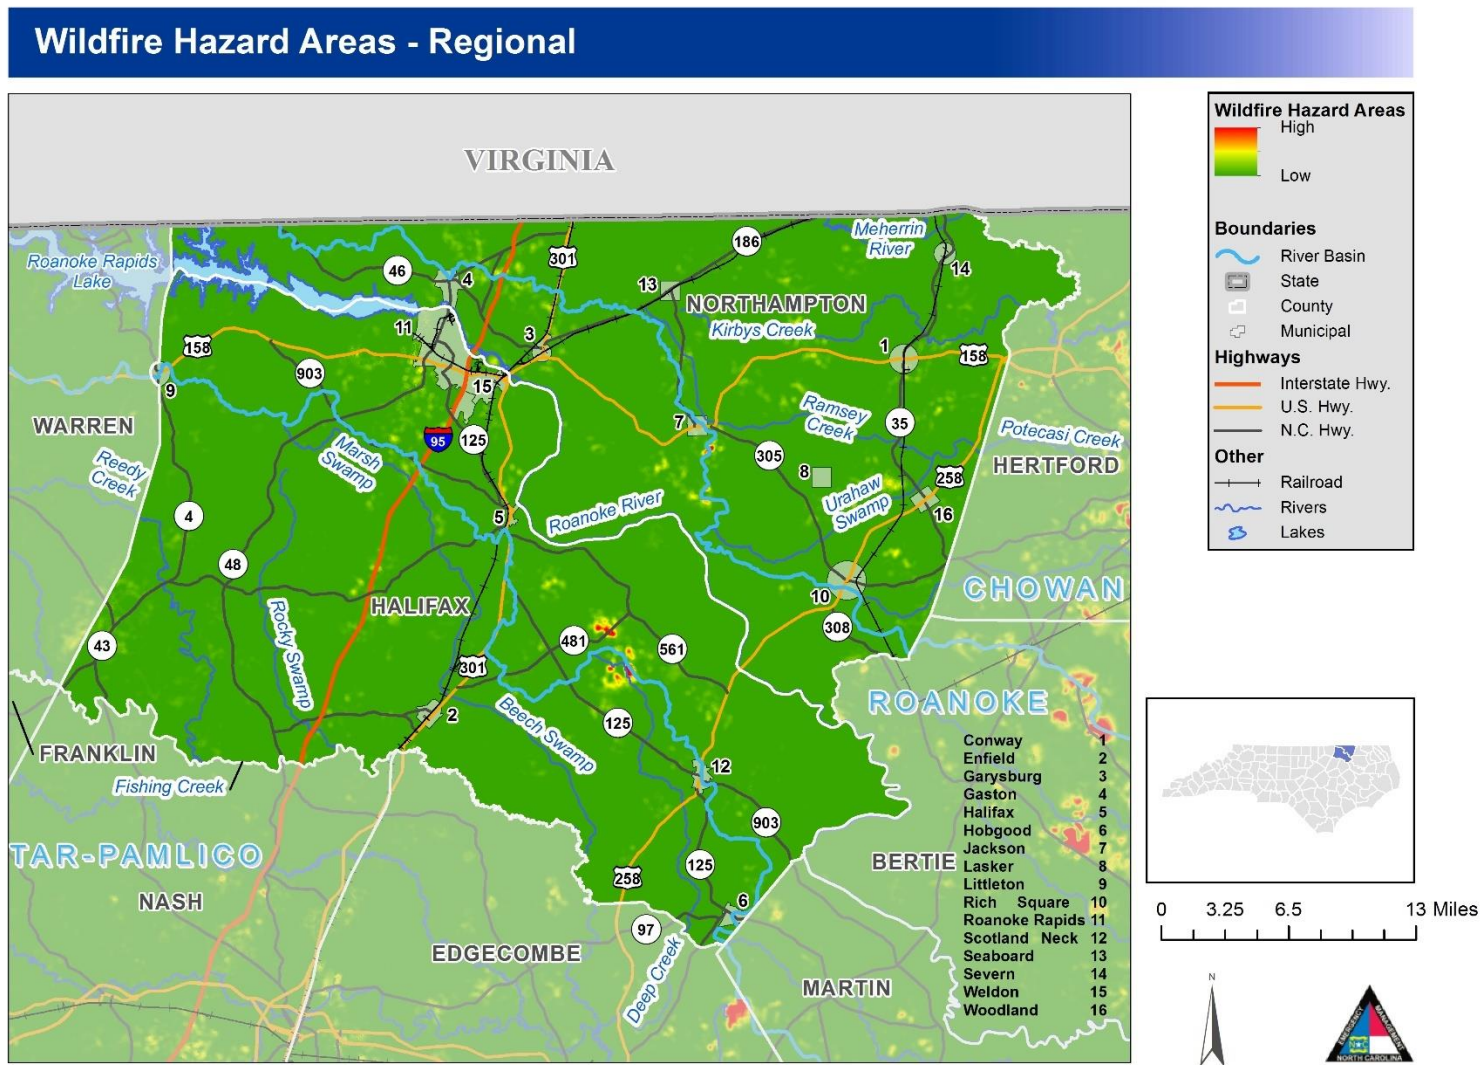 Wildfire Hazard Areas - Regional
VIRGINIA
Wildfire Hazard Areas
High
Low
Boundaries
River Basin
State
County
Municipal
Highways
Interstate Hwy.
U.S. Hwy.
N.C. Hwy.
Other
Railroad
Rivers
Lakes
Roanoke Rapids
Lake
46
4
301
186
Meherrin
River
14
13
NORTHAMPTON
Kirbys Creek
11
3
158
1
158
903
9
15
WARREN
Reedy
Creek
Marsh
Swamp
95
125
7
Ramsey
Creek
35
305
8
Potecasi Creek
HERTFORD
258
Urahaw
Swamp
16
4
5
Roanoke River
48
HALIFAX
Rocky Swamp
10
308
CHOWAN
43
481
561
301
ROANOKE
2
Beech Swamp
125
FRANKLIN
Fishing Creek
12
903
TAR-PAMLICO
NASH
258
125
6
97
EDGECOMBE
Deep Creek
BERTIE
MARTIN
Conway 1
Enfield 2
Garysburg 3
Gaston 4
Halifax 5
Hobgood 6
Jackson 7
Lasker 8
Littleton 9
Rich Square 10
Roanoke Rapids 11
Scotland Neck 12
Seaboard 13
Severn 14
Weldon 15
Woodland 16
0 3.25 6.5 13 Miles
N
EMERGENCY
MANAGEMENT
N C
NORTH CAROLINA